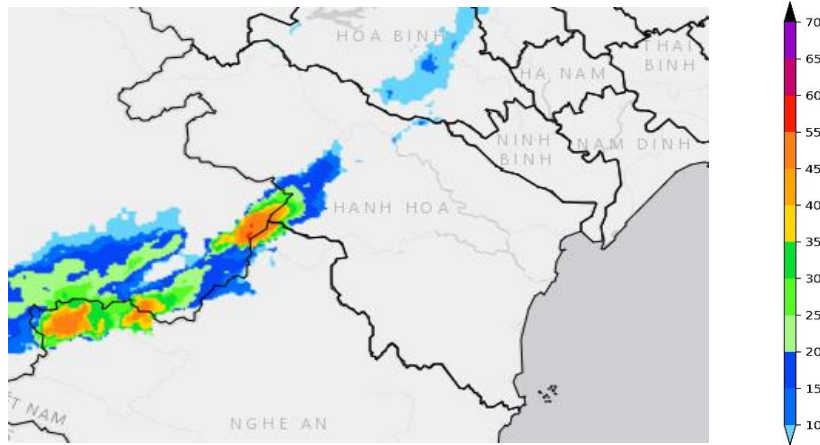 HOA BINH
THAI
BINH
HA NAM
NINH
BINH
NAM DINH
HANH HOA
ỆT NAM
NGHE AN
70
65
60
55
45
40
35
30
25
20
15
10